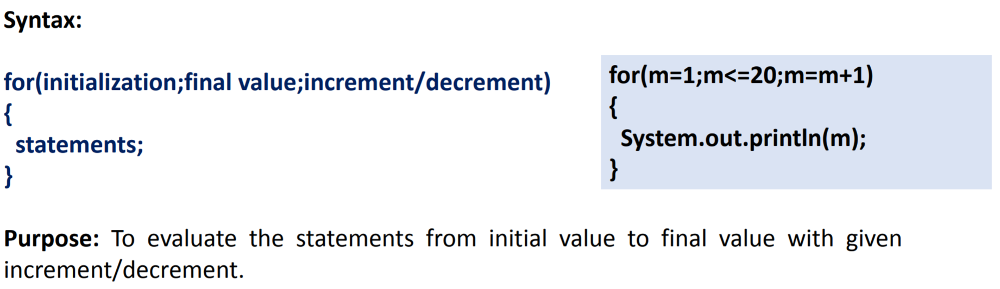 Syntax:
for(initialization;final value;increment/decrement)
{
statements;
}
for(m=1;m<=20;m=m+1)
{
System.out.println(m);
}
Purpose: To evaluate the statements from initial value to final value with given
increment/decrement.